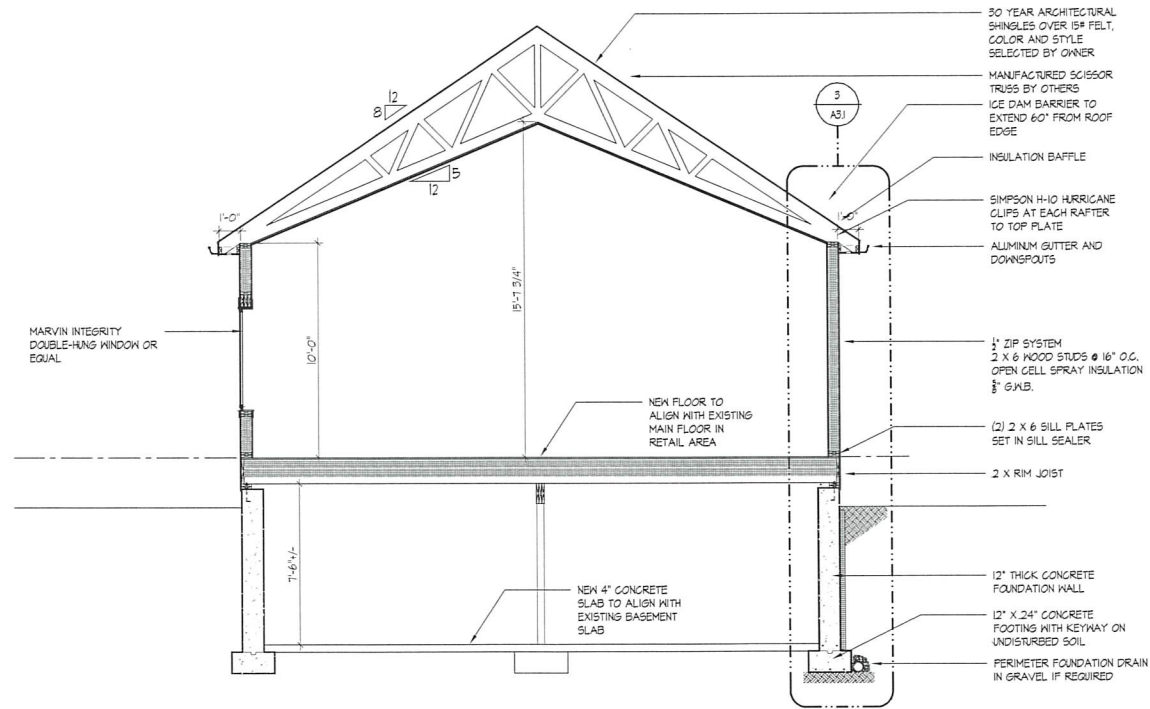 30 YEAR ARCHITECTURAL
SHINGLES OVER 15# FELT,
COLOR AND STYLE
SELECTED BY OWNER
MANUFACTURED SCISSOR
TRUSS BY OTHERS
3
A3.1
ICE DAM BARRIER TO
EXTEND 60" FROM ROOF
EDGE
INSULATION BAFFLE
SIMPSON H-10 HURRICANE
CLIPS AT EACH RAFTER
TO TOP PLATE
ALUMINUM GUTTER AND
DOWNSPOUTS
12
8
5
12
1'-0"
1'-0"
15'-7 3/4"
10'-0"
MARVIN INTEGRITY
DOUBLE-HUNG WINDOW OR
EQUAL
1/2" ZIP SYSTEM
2 X 6 WOOD STUDS @ 16" O.C.
OPEN CELL SPRAY INSULATION
5/8" G.W.B.
NEW FLOOR TO
ALIGN WITH EXISTING
MAIN FLOOR IN
RETAIL AREA
(2) 2 X 6 SILL PLATES
SET IN SILL SEALER
2 X RIM JOIST
7'-6"+/-
NEW 4" CONCRETE
SLAB TO ALIGN WITH
EXISTING BASEMENT
SLAB
12" THICK CONCRETE
FOUNDATION WALL
12" X 24" CONCRETE
FOOTING WITH KEYWAY ON
UNDISTURBED SOIL
PERIMETER FOUNDATION DRAIN
IN GRAVEL IF REQUIRED